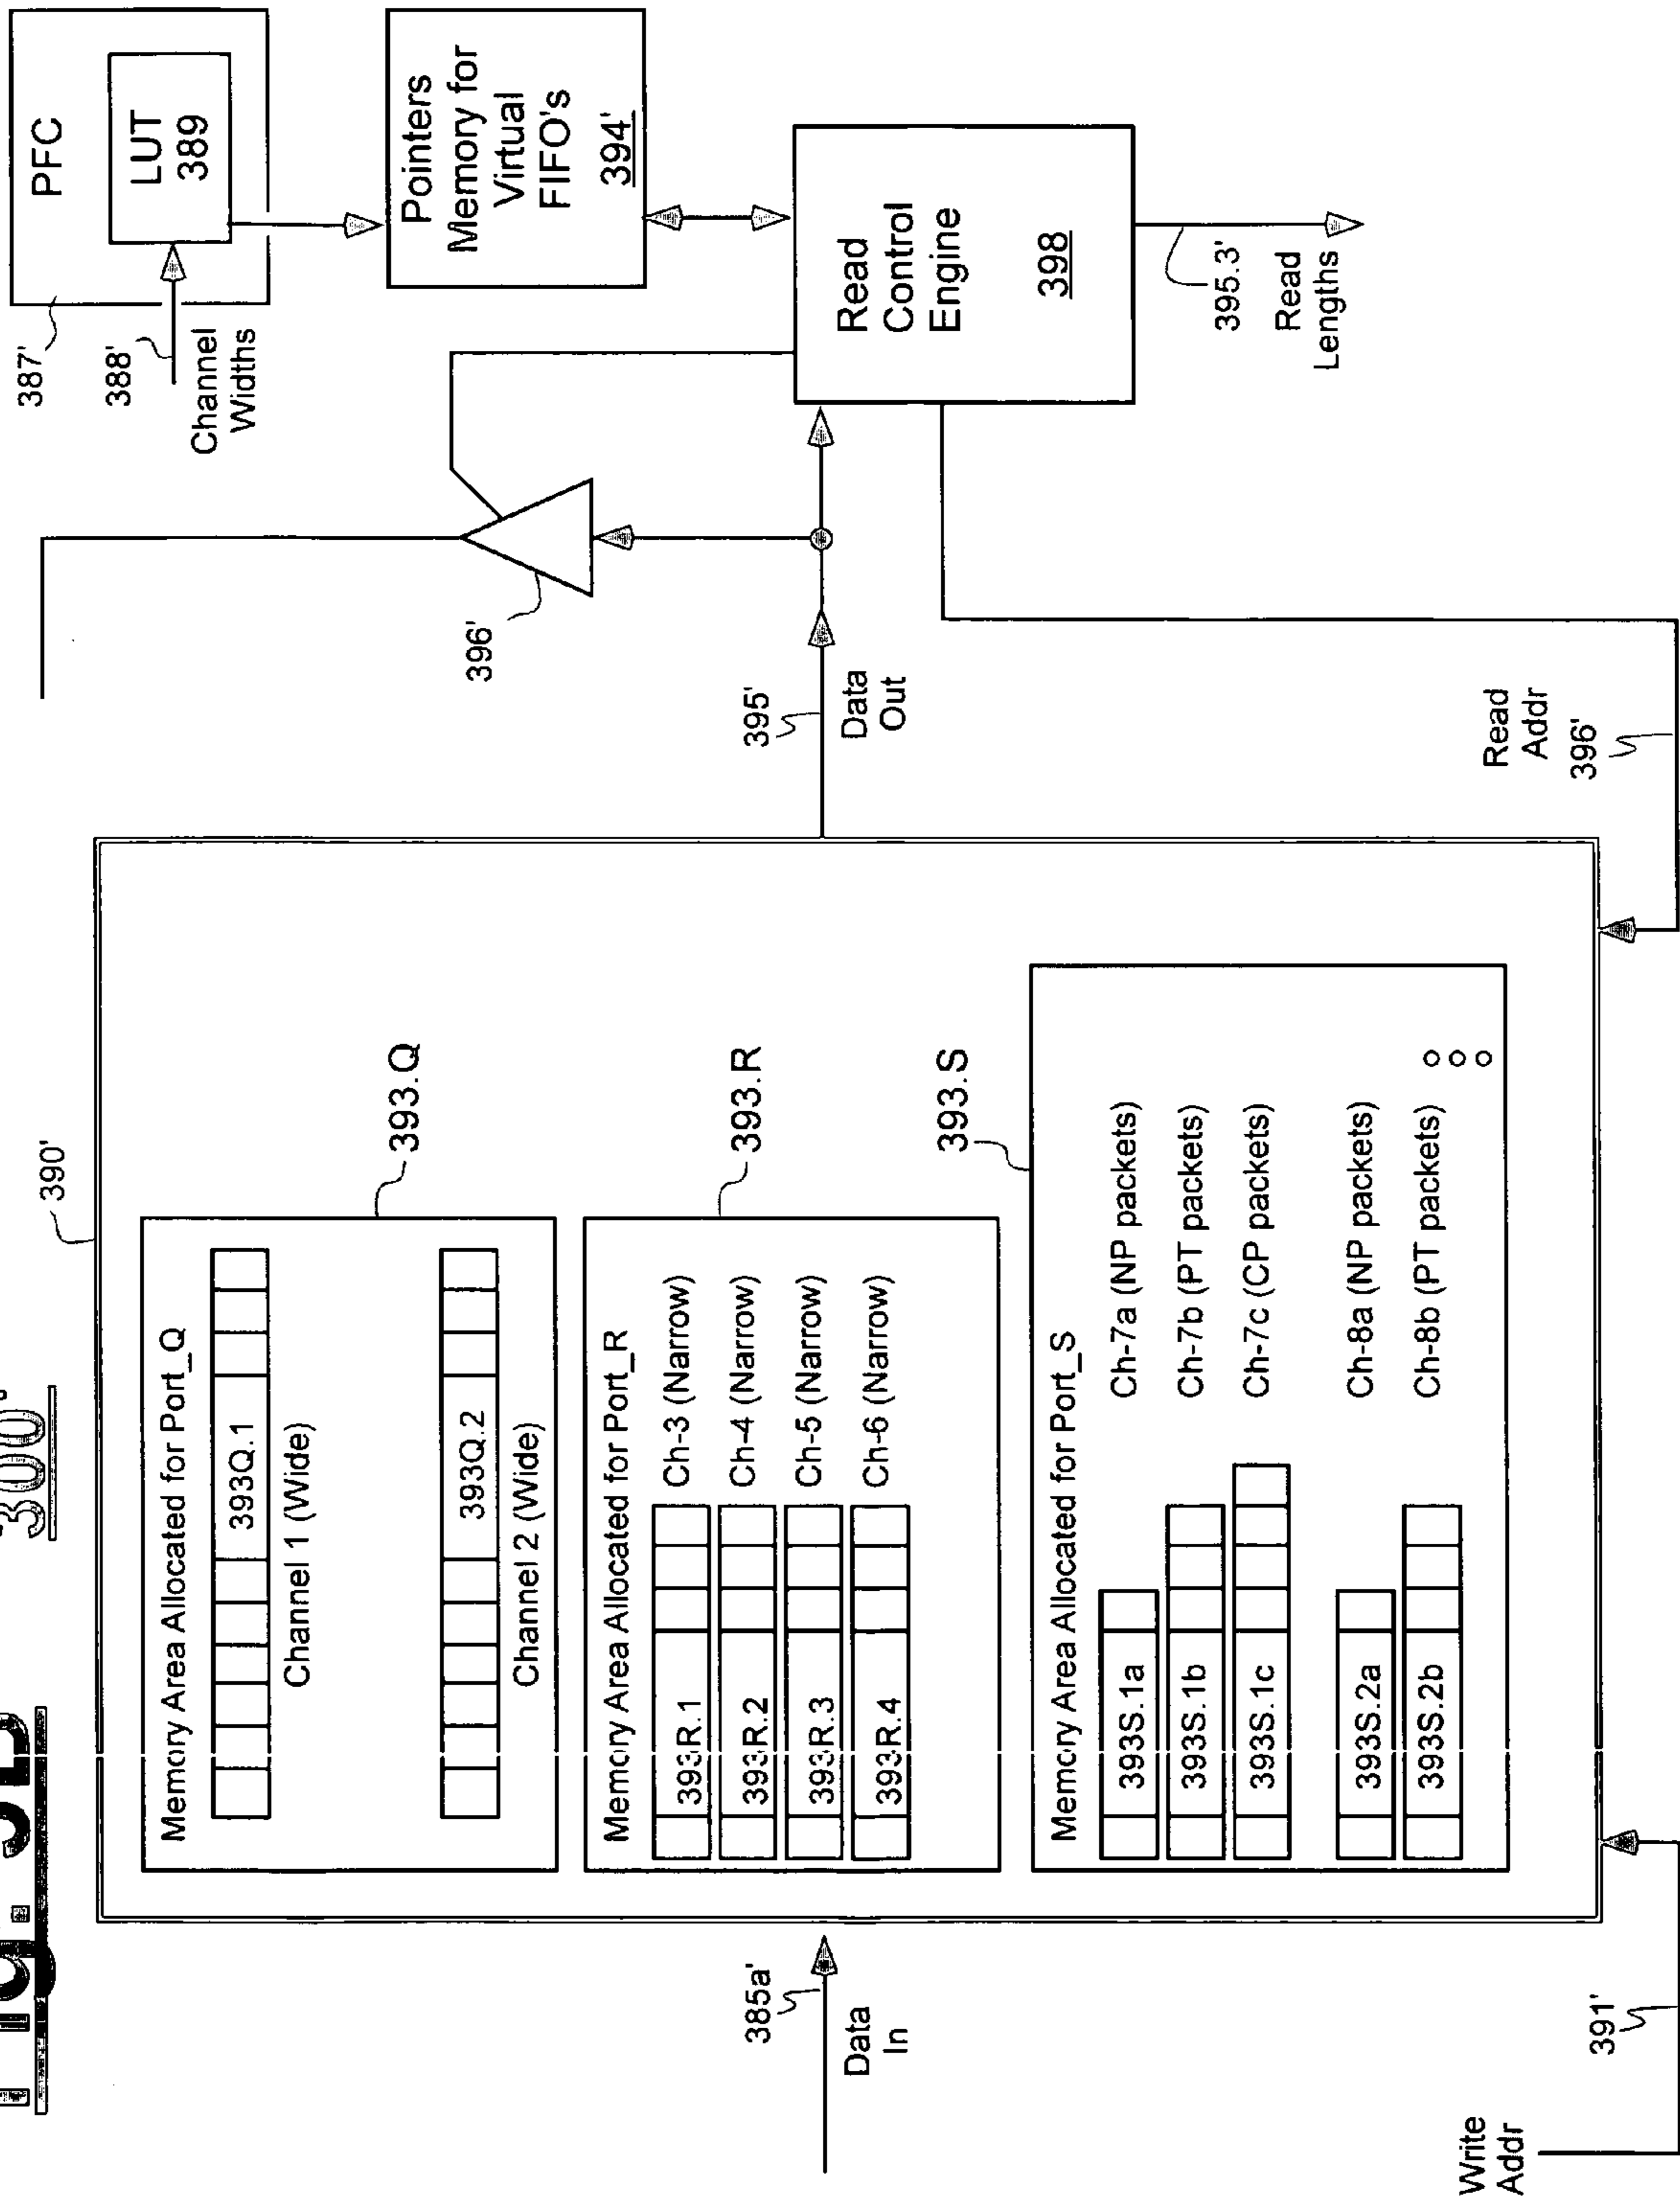 300'
390'
Memory Area Allocated for Port_Q
393Q.1
Channel 1 (Wide)
393Q.2
Channel 2 (Wide)
393.Q
Memory Area Allocated for Port_R
393R.1
Ch-3 (Narrow)
393R.2
Ch-4 (Narrow)
393R.3
Ch-5 (Narrow)
393R.4
Ch-6 (Narrow)
393.R
Memory Area Allocated for Port_S
393S.1a
Ch-7a (NP packets)
393S.1b
Ch-7b (PT packets)
393S.1c
Ch-7c (CP packets)
393S.2a
Ch-8a (NP packets)
393S.2b
Ch-8b (PT packets)
393.S
385a'
Data
In
Write
Addr
391'
395'
Data
Out
Read
Addr
396'
396'
387'
PFC
LUT
389
388'
Channel
Widths
Pointers
Memory for
Virtual
FIFO's
394'
Read
Control
Engine
398
395.3'
Read
Lengths